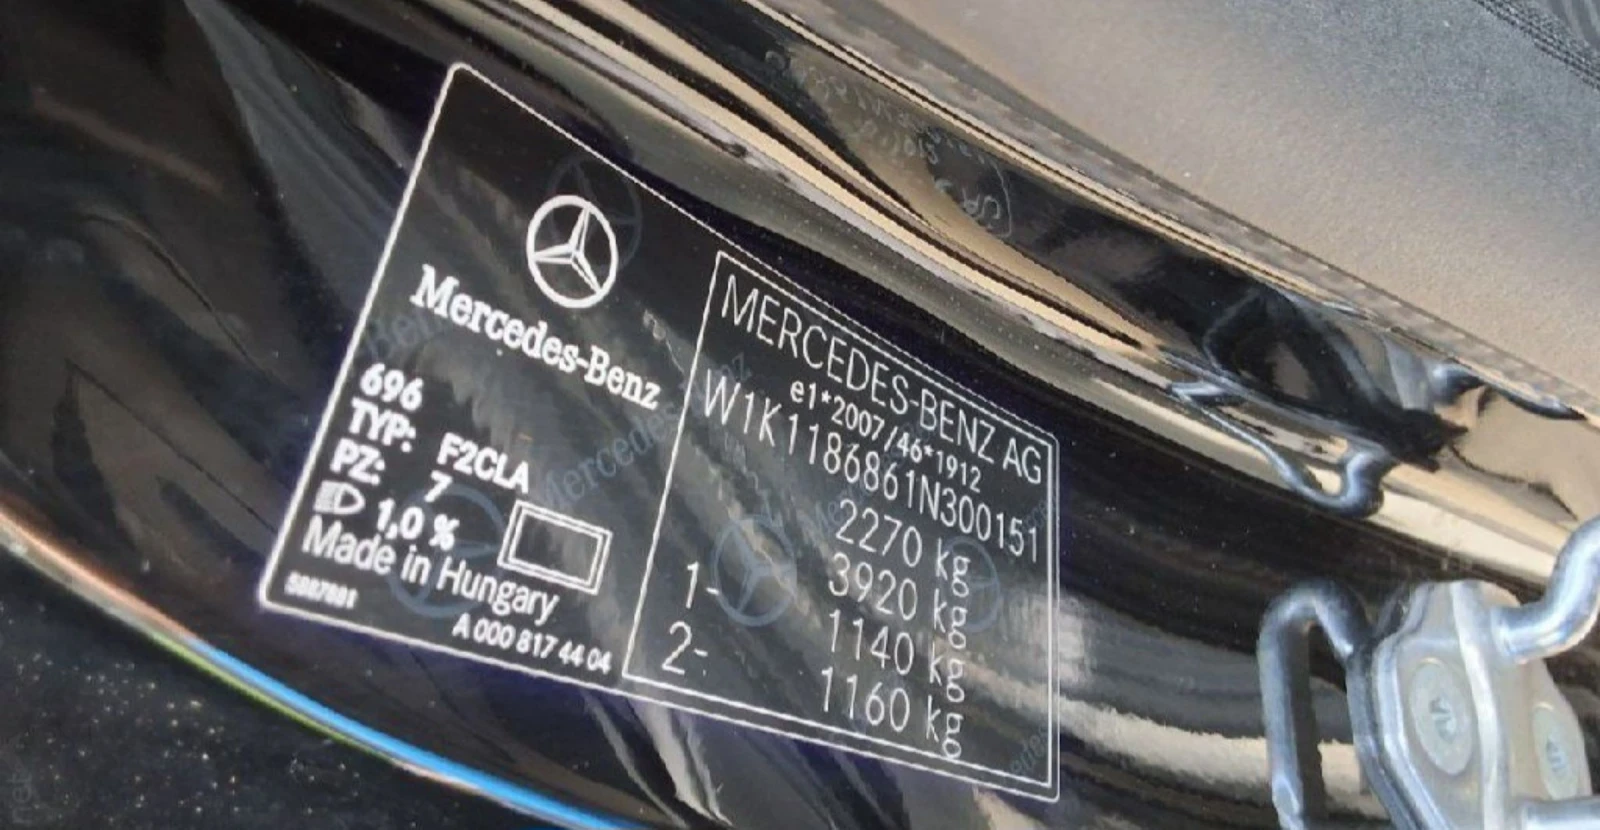 Mercedes-Benz
696
TYP: F2CLA
PZ: 7
1,0 %
Made in Hungary
A 000 817 44 04
MERCEDES-BENZ AG
e1*2007/46*1912
W1K1186861N300151
2270 kg
3920 kg
1- 1140 kg
2- 1160 kg